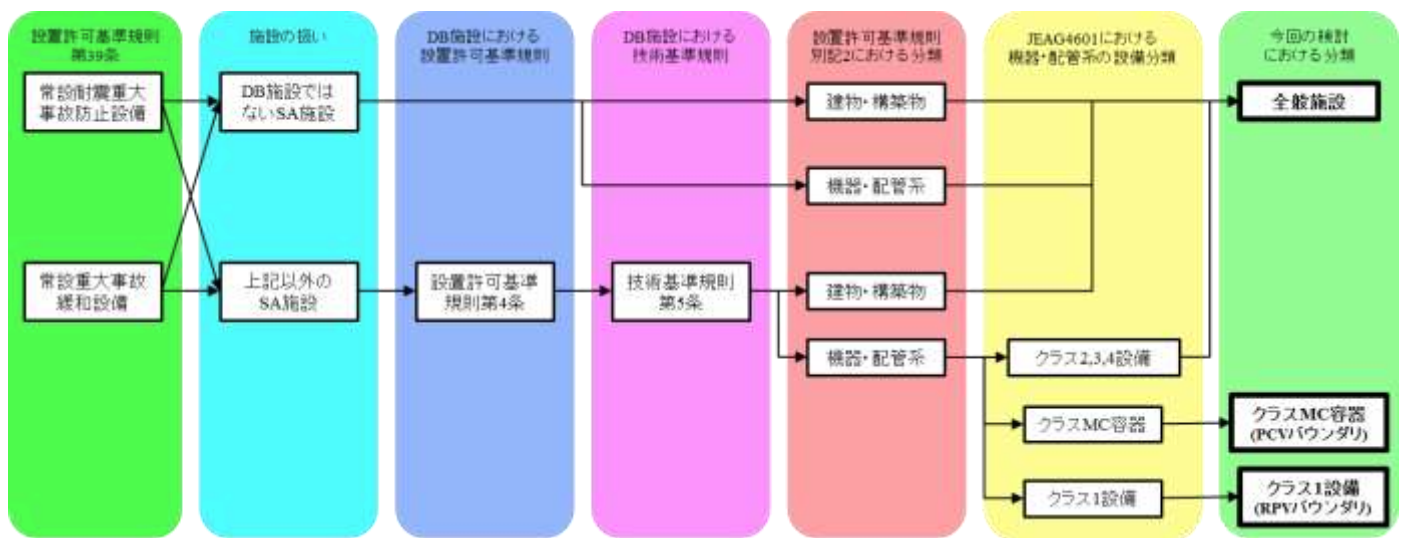 設置許可基準規則
第39条
常設耐震重大
事故防止設備
常設重大事故
緩和設備
施設の扱い
DB施設では
ないSA施設
上記以外の
SA施設
DB施設における
設置許可基準規則
設置許可基準
規則第4条
DB施設における
技術基準規則
技術基準規則
第5条
設置許可基準規則
別記2における分類
建物・構築物
機器・配管系
建物・構築物
機器・配管系
JEAG4601における
機器・配管系の設備分類
クラス2,3,4設備
クラスMC容器
クラス1設備
今回の検討
における分類
全般施設
クラスMC容器
(PCVバウンダリ)
クラス1設備
(RPVバウンダリ)